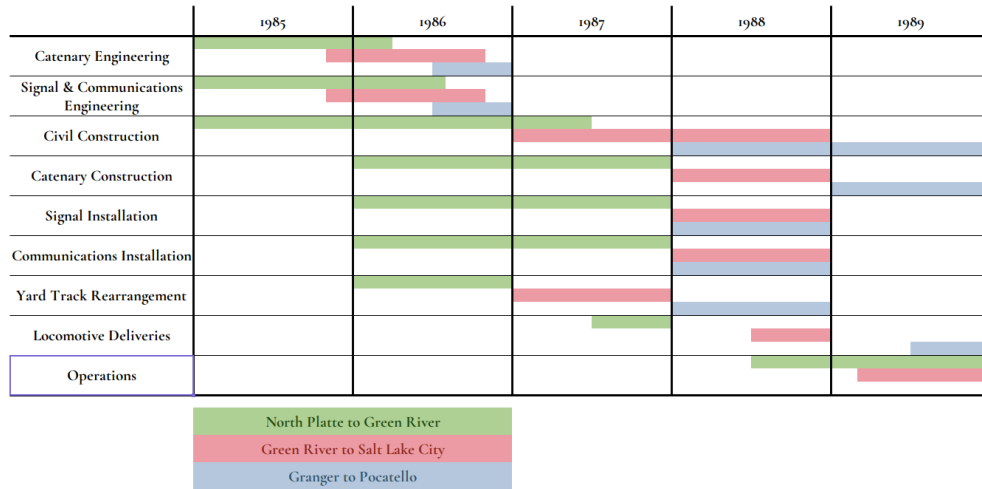 1985 1986 1987 1988 1989
Catenary Engineering
Signal & Communications
Engineering
Civil Construction
Catenary Construction
Signal Installation
Communications Installation
Yard Track Rearrangement
Locomotive Deliveries
Operations
North Platte to Green River
Green River to Salt Lake City
Granger to Pocatello